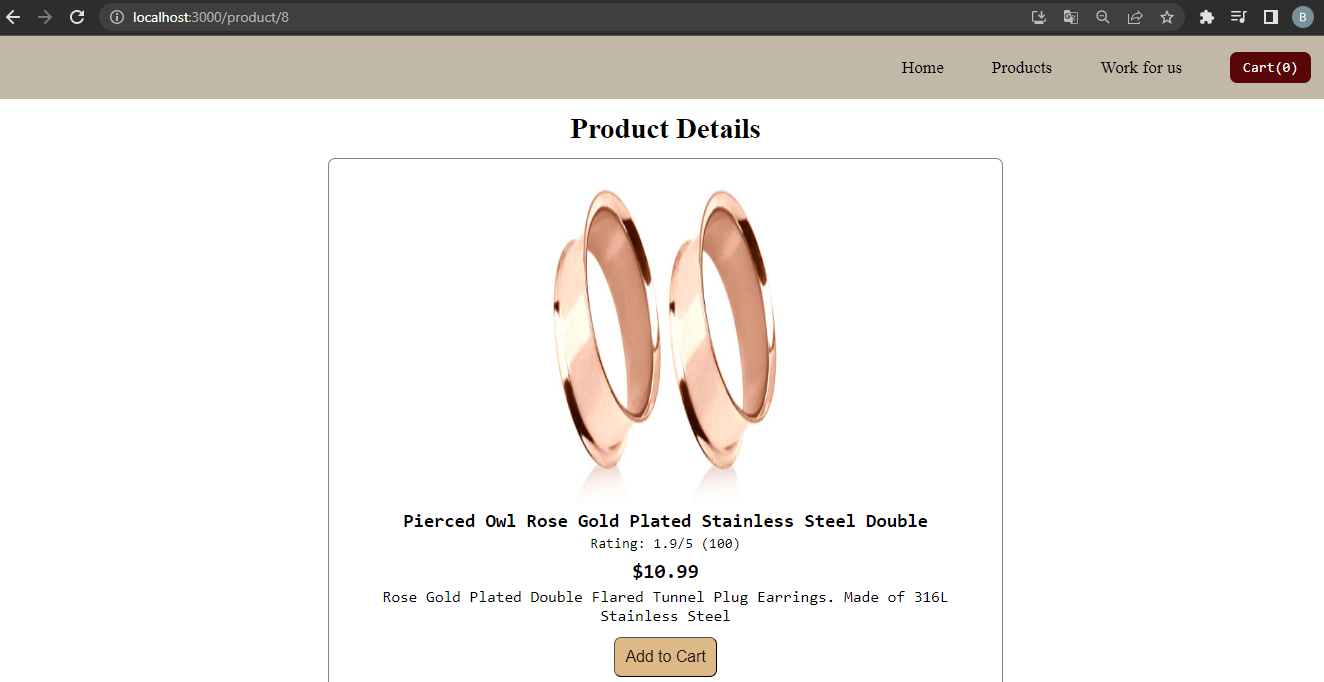 localhost:3000/product/8
B
Home Products Work for us Cart(0)
Product Details
Pierced Owl Rose Gold Plated Stainless Steel Double
Rating: 1.9/5 (100)
$10.99
Rose Gold Plated Double Flared Tunnel Plug Earrings. Made of 316L
Stainless Steel
Add to Cart